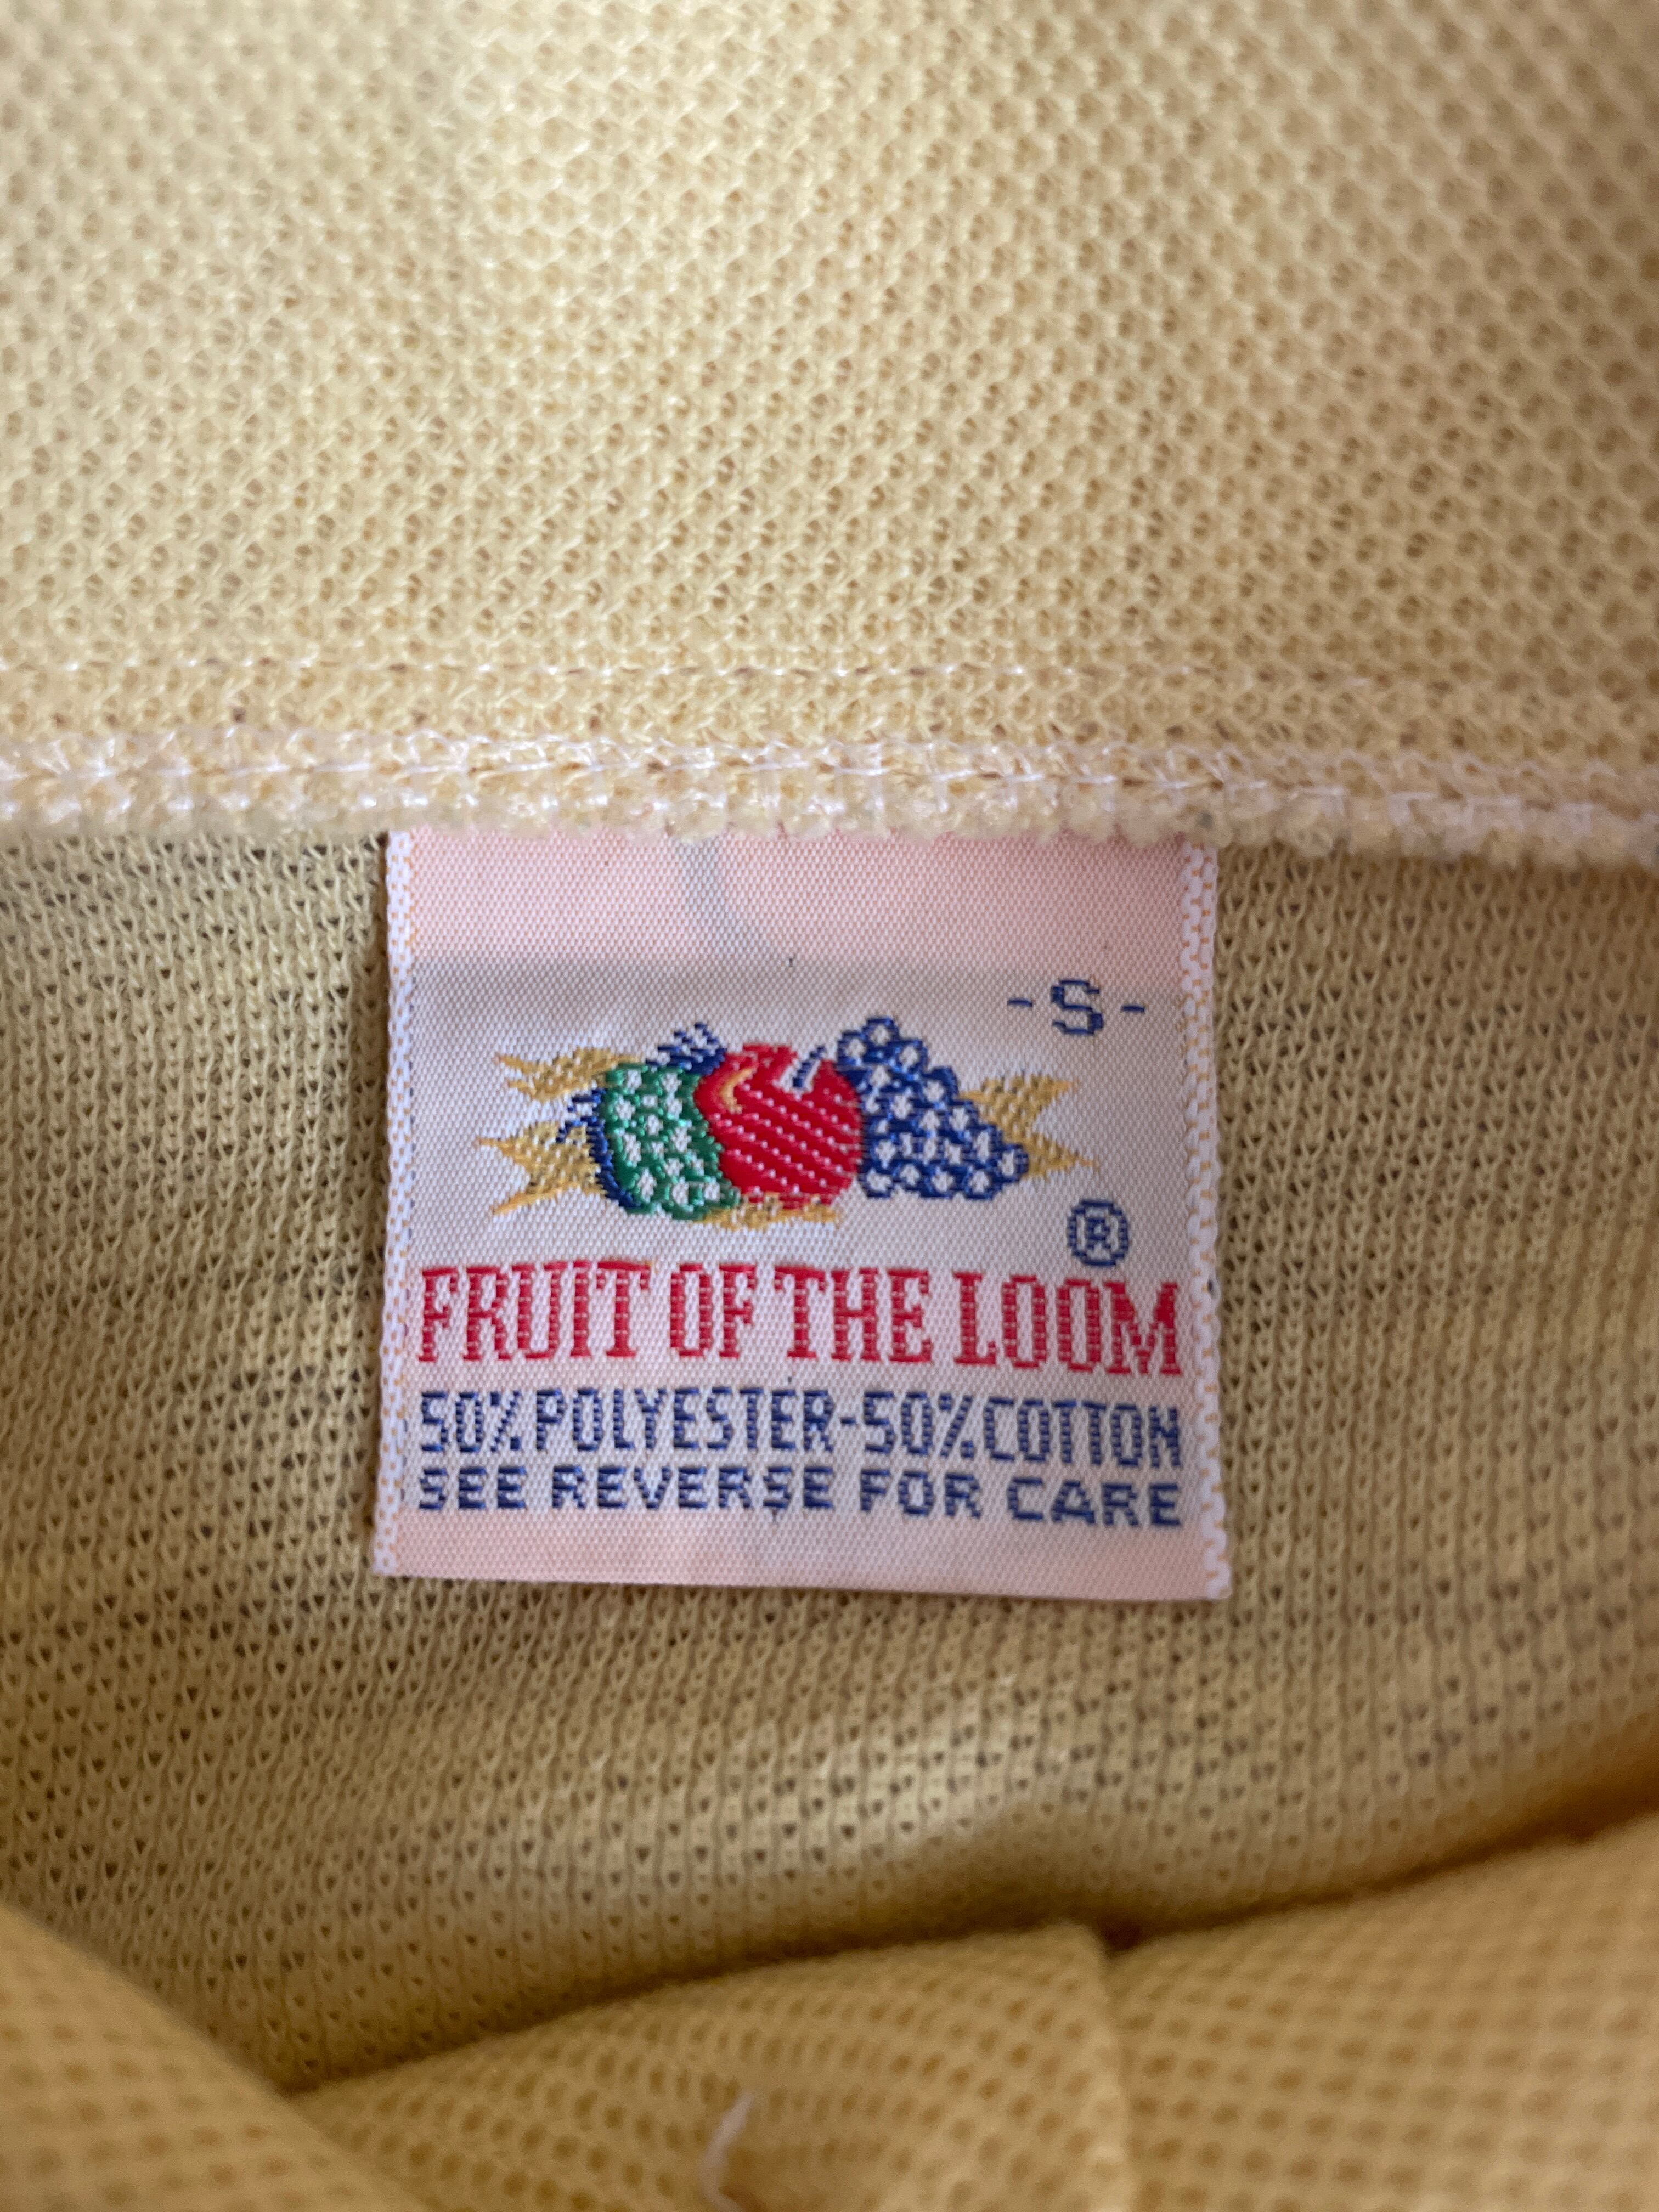 -S-
®
FRUIT OF THE LOOM
50% POLYESTER-50% COTTON
SEE REVERSE FOR CARE